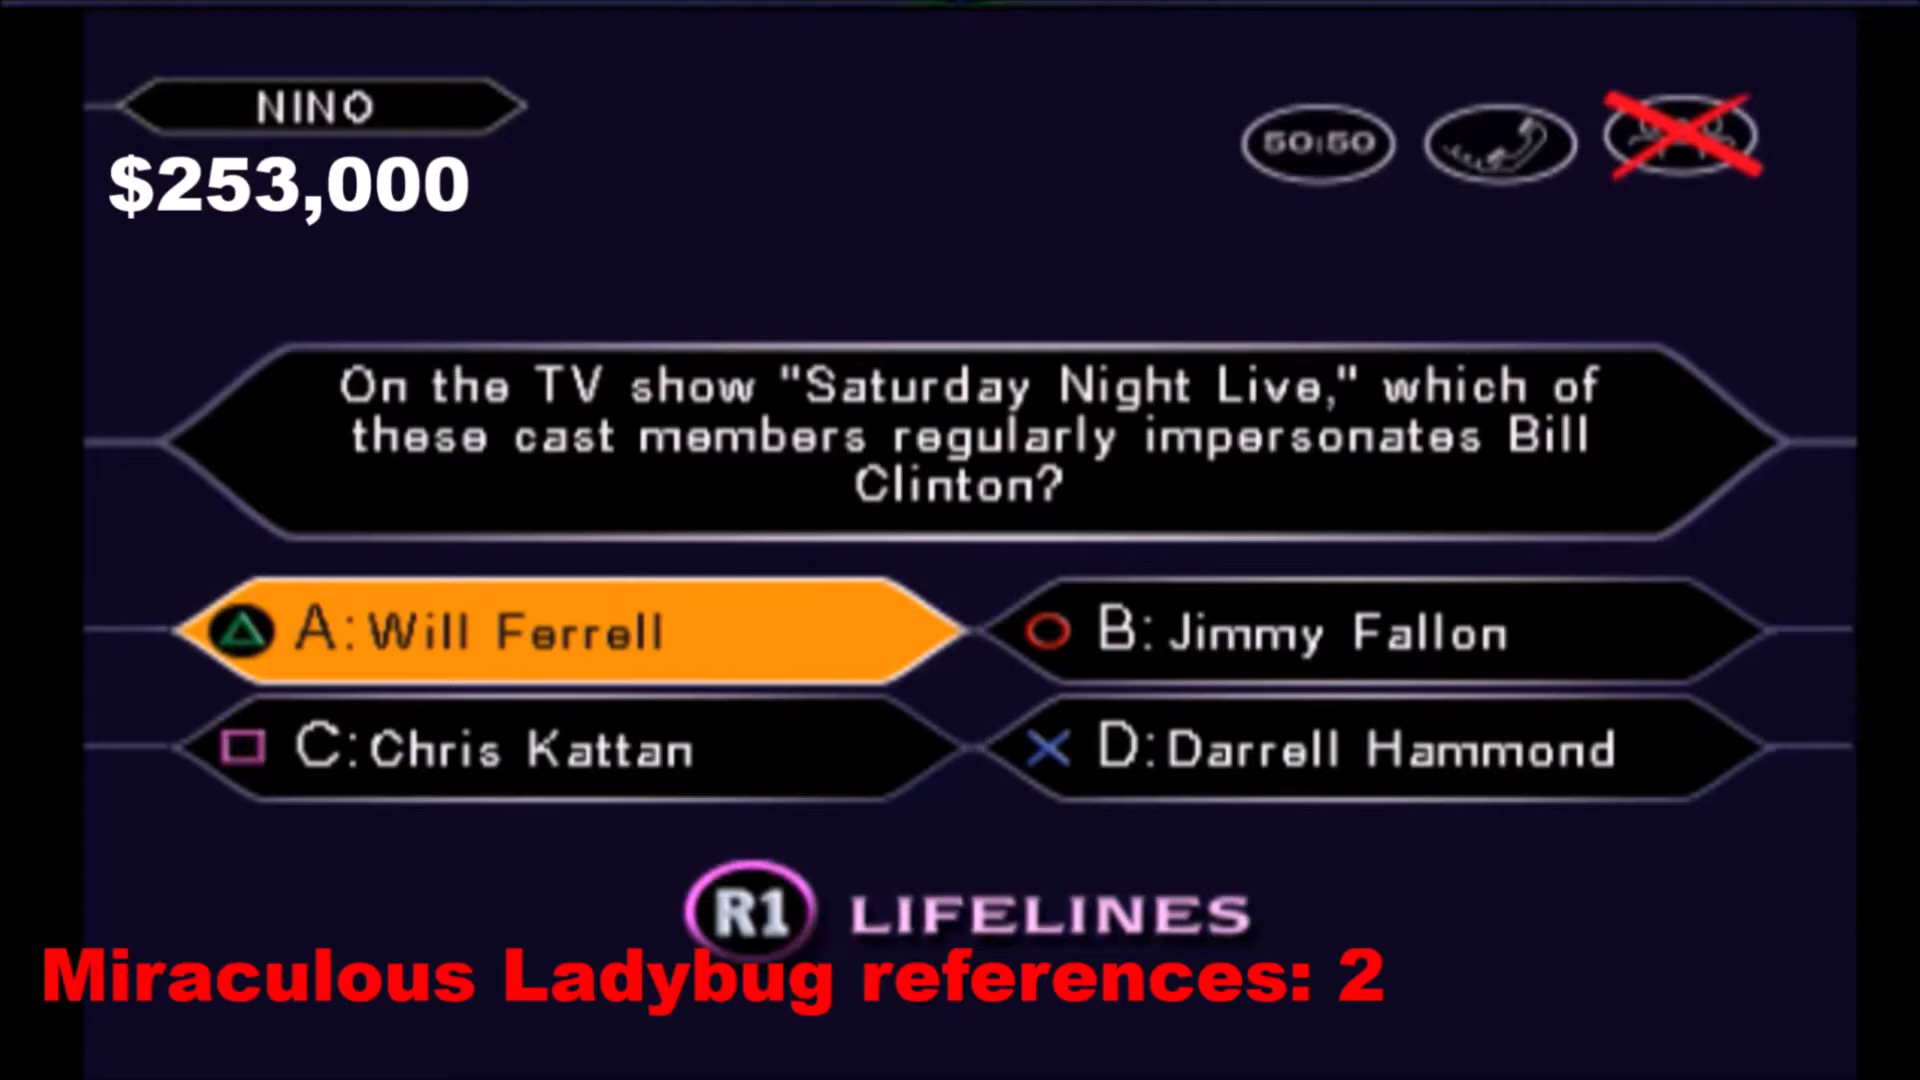 NINO
$253,000
50:50
On the TV show "Saturday Night Live," which of
these cast members regularly impersonates Bill
Clinton?
A: Will Ferrell
B: Jimmy Fallon
C: Chris Kattan
D: Darrell Hammond
R1 LIFELINES
Miraculous Ladybug references: 2